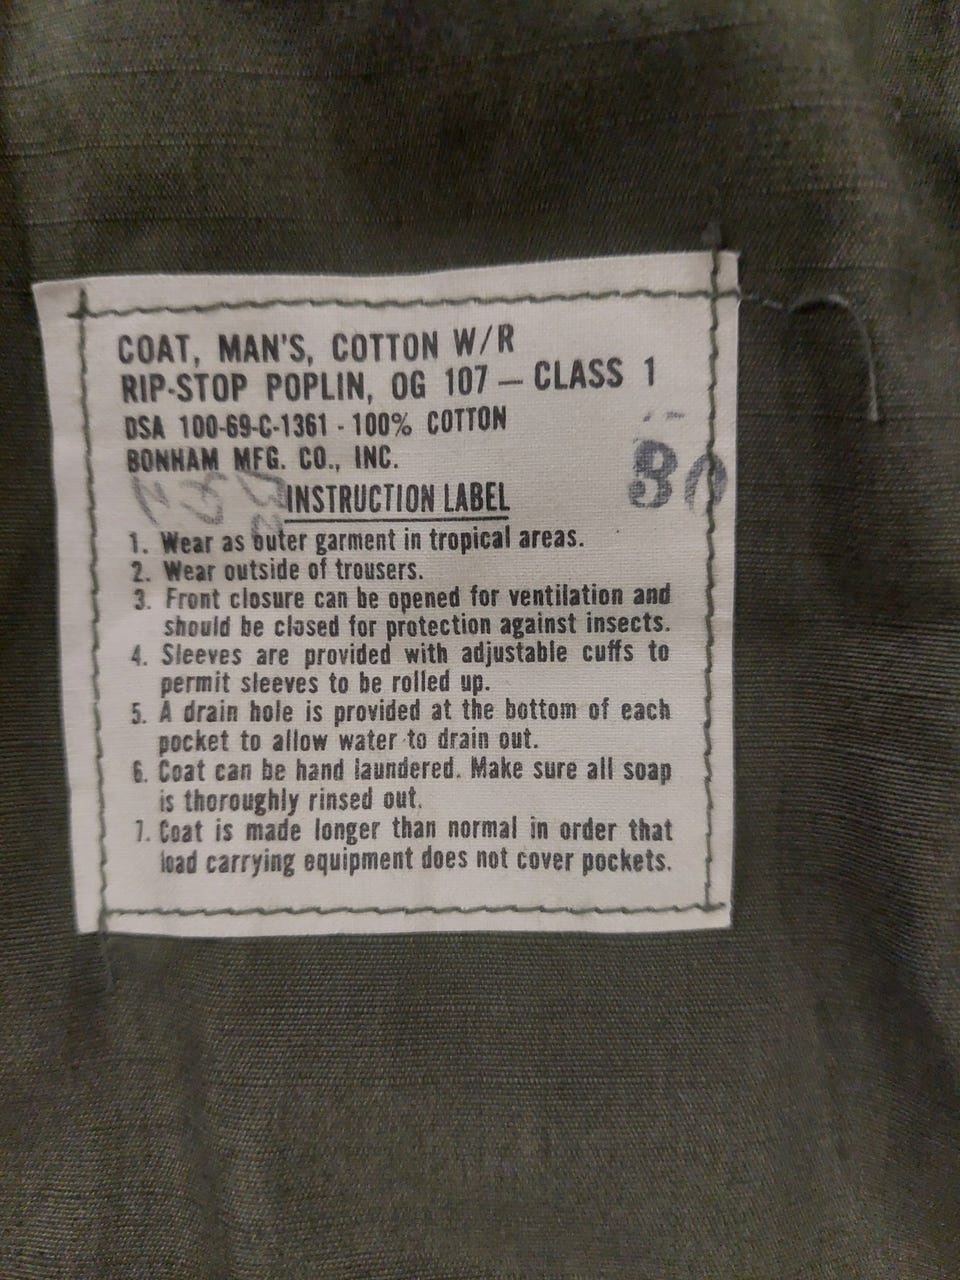 COAT, MAN'S, COTTON W/R
RIP-STOP POPLIN, OG 107 — CLASS 1
DSA 100-69-C-1361 - 100% COTTON
BONHAM MFG. CO., INC.
80
INSTRUCTION LABEL
1. Wear as outer garment in tropical areas.
2. Wear outside of trousers.
3. Front closure can be opened for ventilation and
should be closed for protection against insects.
4. Sleeves are provided with adjustable cuffs to
permit sleeves to be rolled up.
5. A drain hole is provided at the bottom of each
pocket to allow water to drain out.
6. Coat can be hand laundered. Make sure all soap
is thoroughly rinsed out.
7. Coat is made longer than normal in order that
load carrying equipment does not cover pockets.